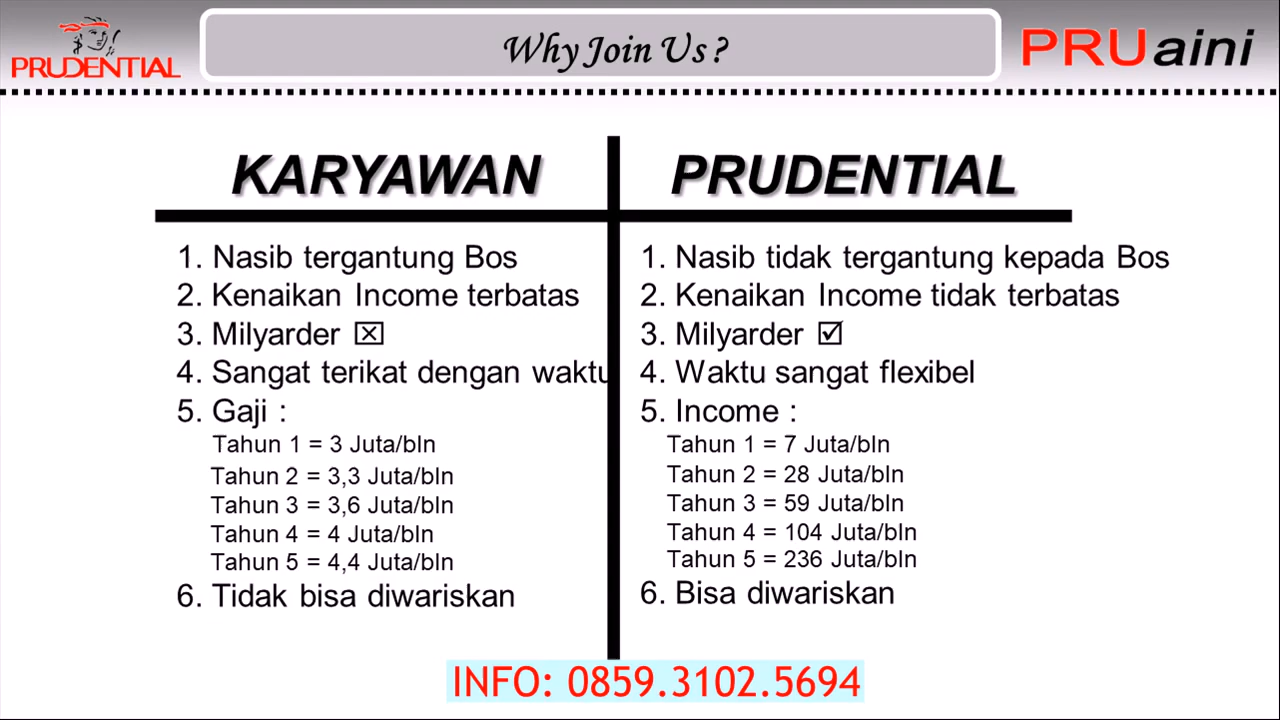 PRUDENTIAL
Why Join Us?
PRUaini
KARYAWAN
1. Nasib tergantung Bos
2. Kenaikan Income terbatas
3. Milyarder ☒
4. Sangat terikat dengan waktu
5. Gaji :
Tahun 1 = 3 Juta/bln
Tahun 2 = 3,3 Juta/bln
Tahun 3 = 3,6 Juta/bln
Tahun 4 = 4 Juta/bln
Tahun 5 = 4,4 Juta/bln
6. Tidak bisa diwariskan
PRUDENTIAL
1. Nasib tidak tergantung kepada Bos
2. Kenaikan Income tidak terbatas
3. Milyarder ☑
4. Waktu sangat flexibel
5. Income :
Tahun 1 = 7 Juta/bln
Tahun 2 = 28 Juta/bln
Tahun 3 = 59 Juta/bln
Tahun 4 = 104 Juta/bln
Tahun 5 = 236 Juta/bln
6. Bisa diwariskan
INFO: 0859.3102.5694